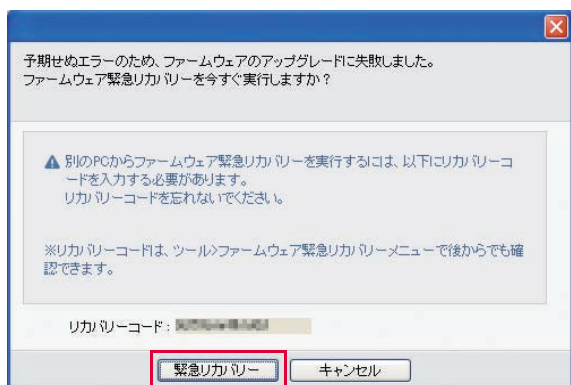 予期せぬエラーのため、ファームウェアのアップグレードに失敗しました。
ファームウェア緊急リカバリーを今すぐ実行しますか？
別のPCからファームウェア緊急リカバリーを実行するには、以下にリカバリーコ
ードを入力する必要があります。
リカバリーコードを忘れないでください。
※リカバリーコードは、ツール>ファームウェア緊急リカバリーメニューで後からでも確
認できます。
リカバリーコード：
緊急リカバリー
キャンセル